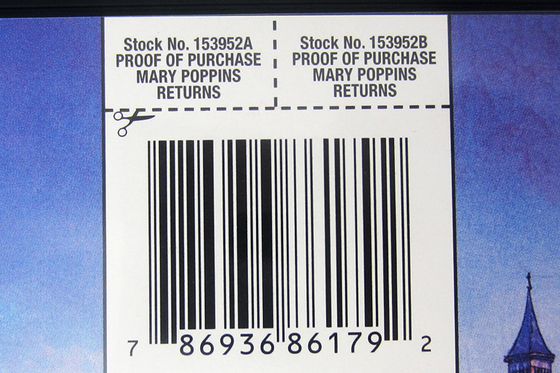 Stock No. 153952A
PROOF OF PURCHASE
MARY POPPINS
RETURNS
Stock No. 153952B
PROOF OF PURCHASE
MARY POPPINS
RETURNS
7 86936 86179 2